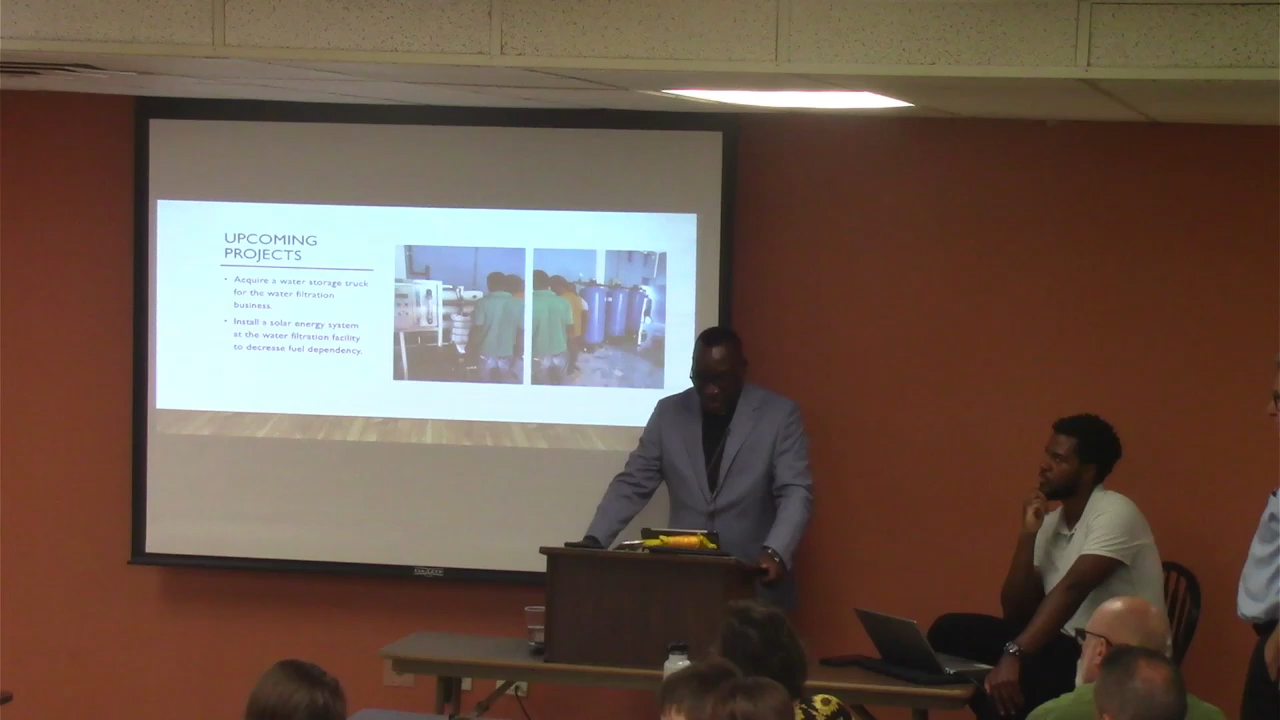 UPCOMING
PROJECTS
• Acquire a water storage truck
for the water filtration
business.
• Install a solar energy system
at the water filtration facility
to decrease fuel dependency.